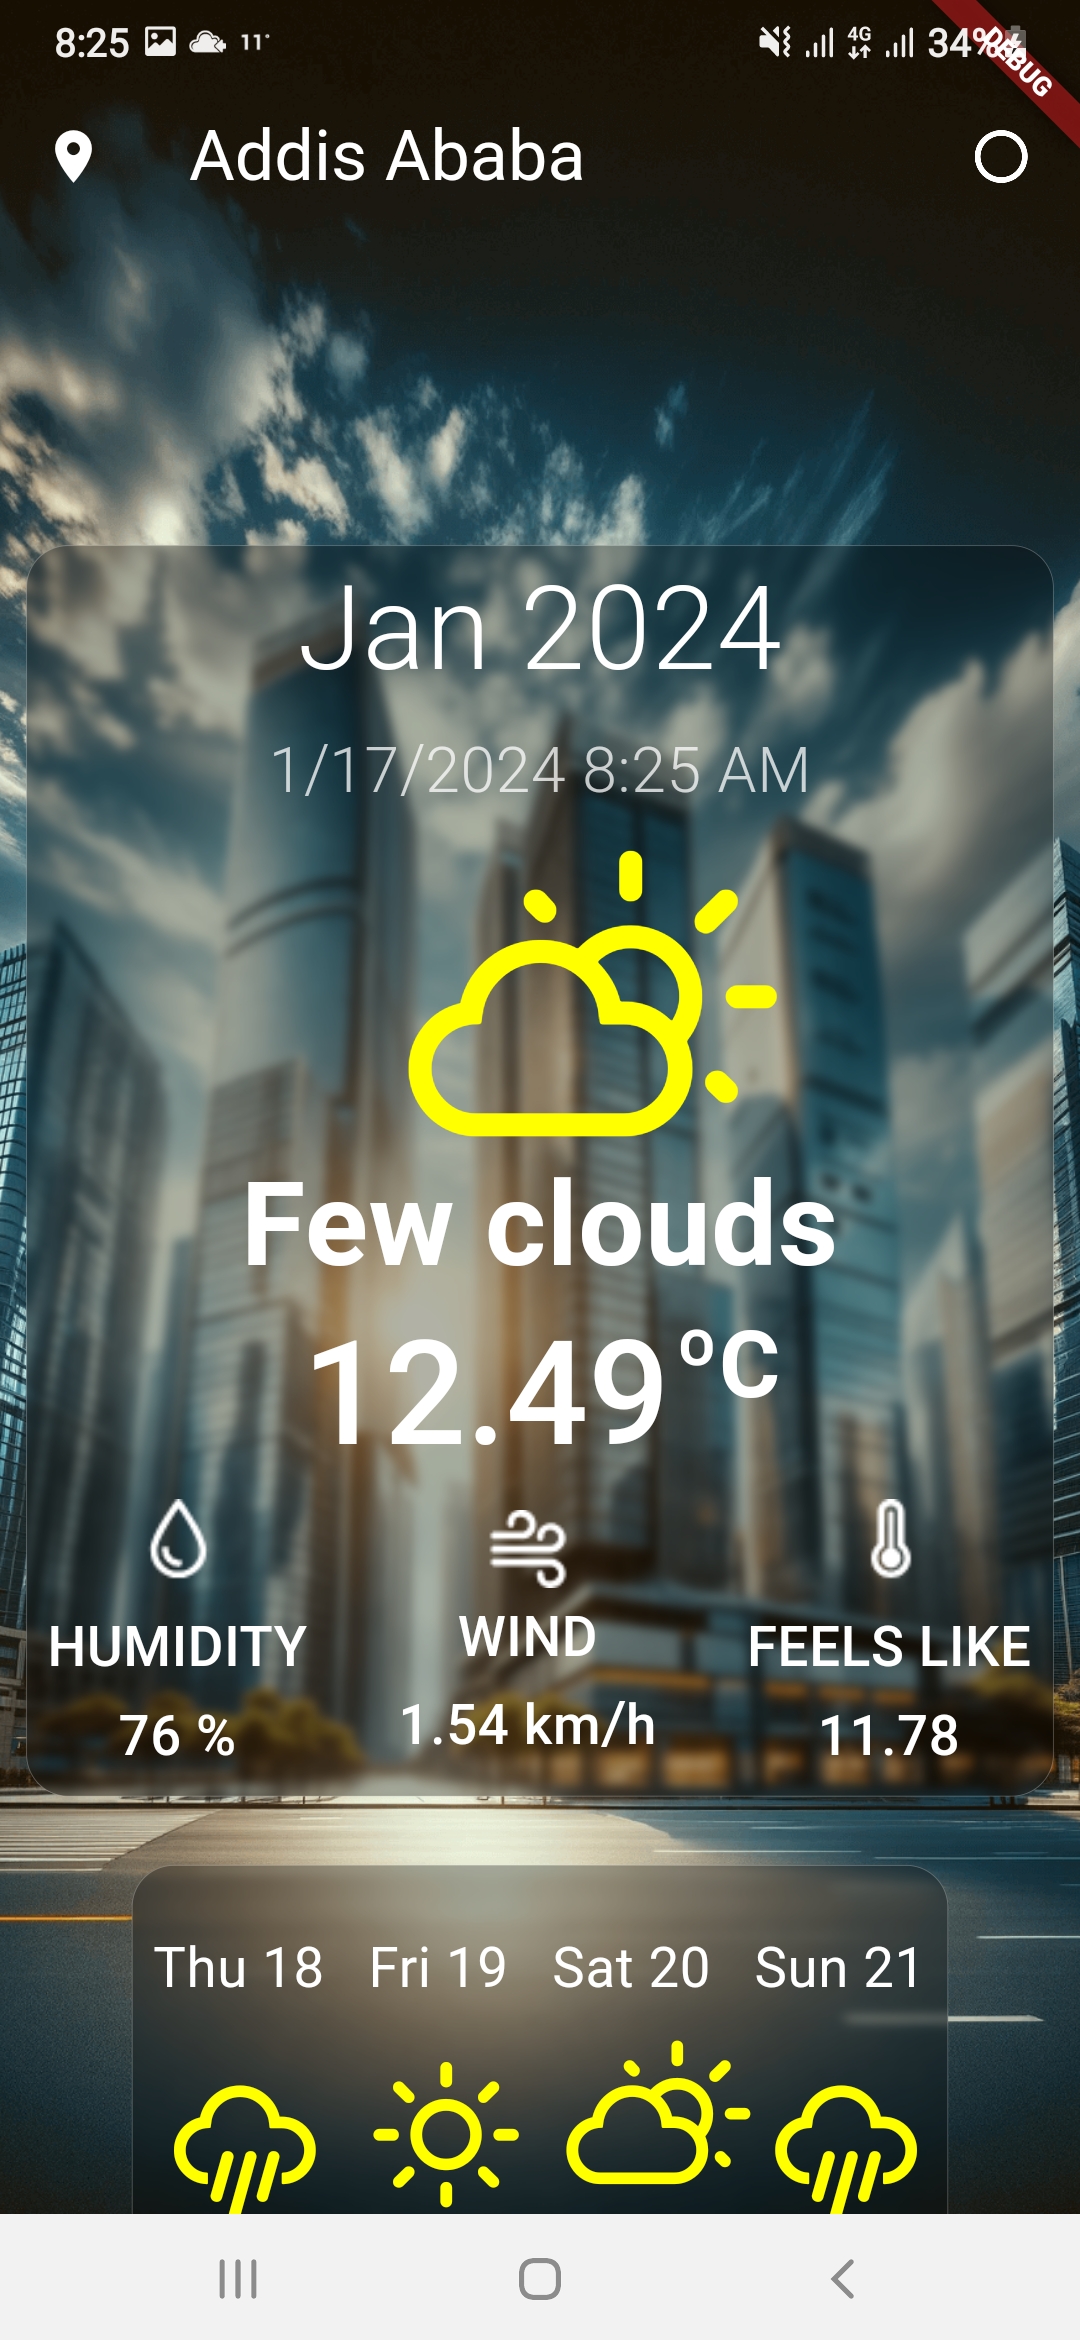 8:25 11° 4G 34%
DEBUG
Addis Ababa
Jan 2024
1/17/2024 8:25 AM
Few clouds
12.49°C
HUMIDITY WIND FEELS LIKE
76 % 1.54 km/h 11.78
Thu 18 Fri 19 Sat 20 Sun 21